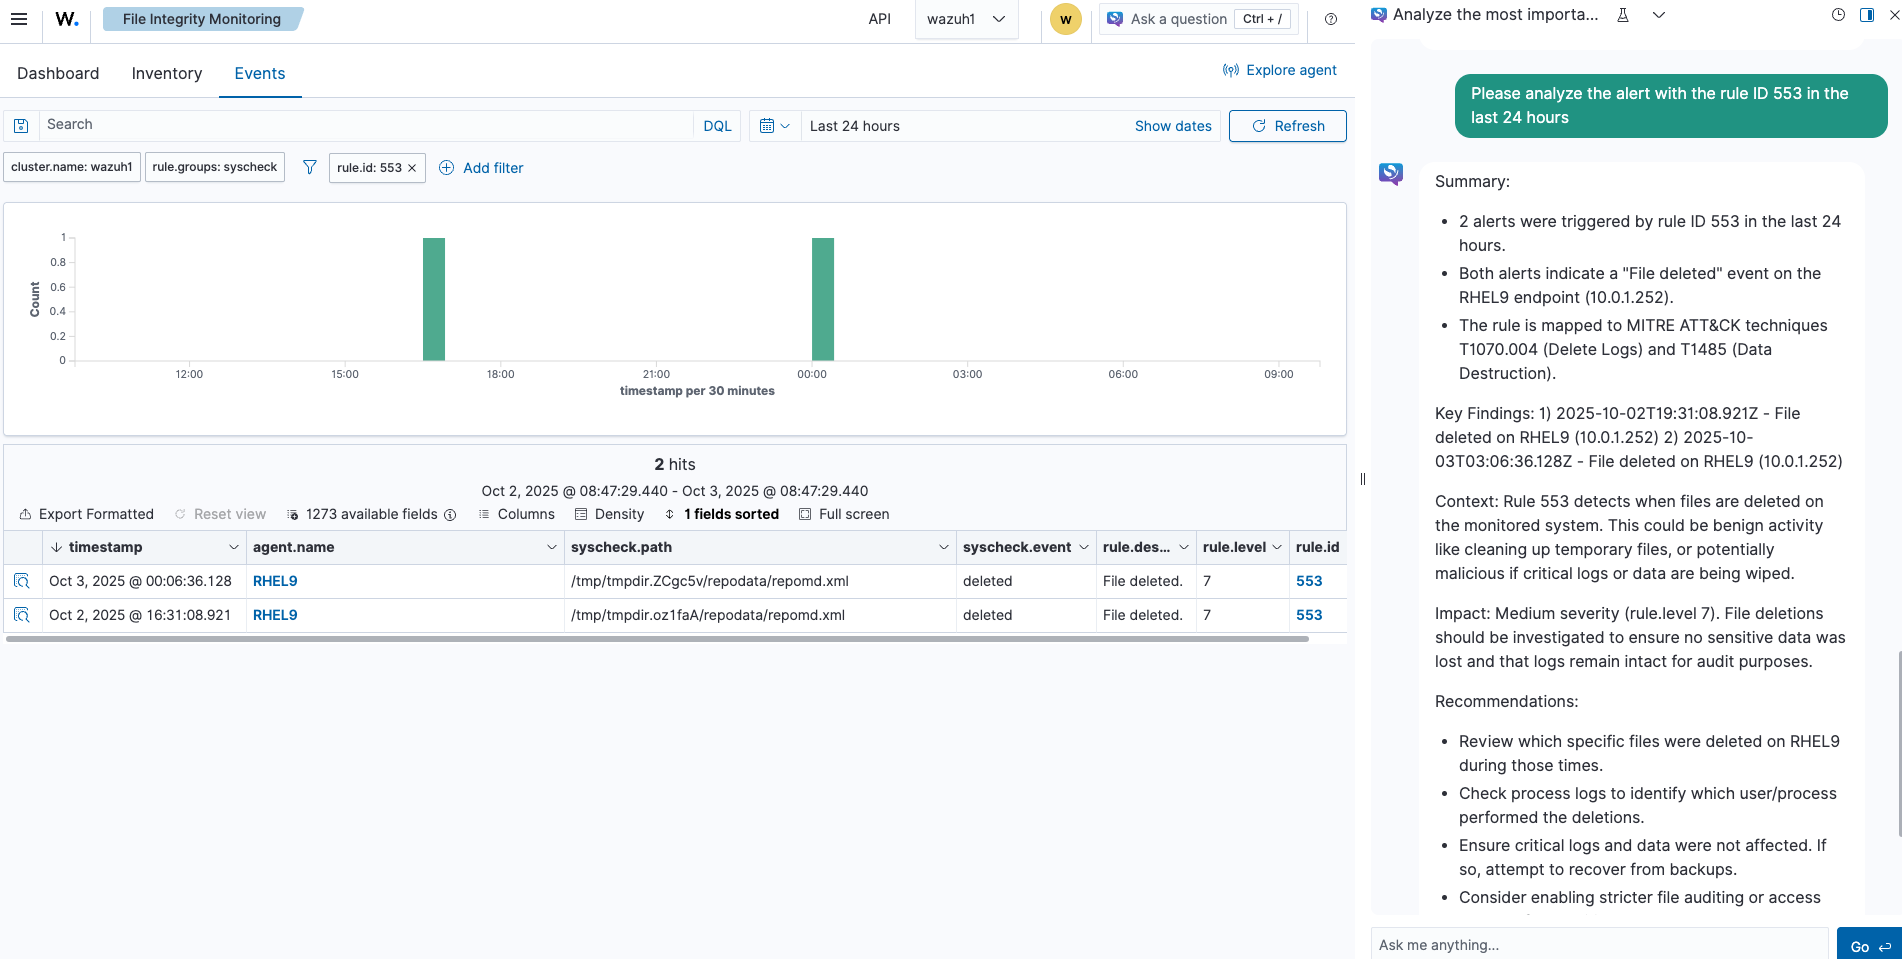 W.
File Integrity Monitoring
API
wazuh1
w
Ask a question
Ctrl + /
Dashboard
Inventory
Events
Explore agent
Search
DQL
Last 24 hours
Show dates
Refresh
cluster.name: wazuh1
rule.groups: syscheck
rule.id: 553 ×
Add filter
Count
1
0.8
0.6
0.4
0.2
0
12:00
15:00
18:00
21:00
00:00
03:00
06:00
09:00
timestamp per 30 minutes
2 hits
Oct 2, 2025 @ 08:47:29.440 - Oct 3, 2025 @ 08:47:29.440
Export Formatted
Reset view
1273 available fields
Columns
Density
1 fields sorted
Full screen
timestamp
agent.name
syscheck.path
syscheck.event
rule.des...
rule.level
rule.id
Oct 3, 2025 @ 00:06:36.128
RHEL9
/tmp/tmpdir.ZCgc5v/repodata/repomd.xml
deleted
File deleted.
7
553
Oct 2, 2025 @ 16:31:08.921
RHEL9
/tmp/tmpdir.oz1faA/repodata/repomd.xml
deleted
File deleted.
7
553
Analyze the most importa...
Please analyze the alert with the rule ID 553 in the
last 24 hours
Summary:
• 2 alerts were triggered by rule ID 553 in the last 24
hours.
• Both alerts indicate a "File deleted" event on the
RHEL9 endpoint (10.0.1.252).
• The rule is mapped to MITRE ATT&CK techniques
T1070.004 (Delete Logs) and T1485 (Data
Destruction).
Key Findings: 1) 2025-10-02T19:31:08.921Z - File
deleted on RHEL9 (10.0.1.252) 2) 2025-10-
03T03:06:36.128Z - File deleted on RHEL9 (10.0.1.252)
Context: Rule 553 detects when files are deleted on
the monitored system. This could be benign activity
like cleaning up temporary files, or potentially
malicious if critical logs or data are being wiped.
Impact: Medium severity (rule.level 7). File deletions
should be investigated to ensure no sensitive data was
lost and that logs remain intact for audit purposes.
Recommendations:
• Review which specific files were deleted on RHEL9
during those times.
• Check process logs to identify which user/process
performed the deletions.
• Ensure critical logs and data were not affected. If
so, attempt to recover from backups.
• Consider enabling stricter file auditing or access
Ask me anything...
Go